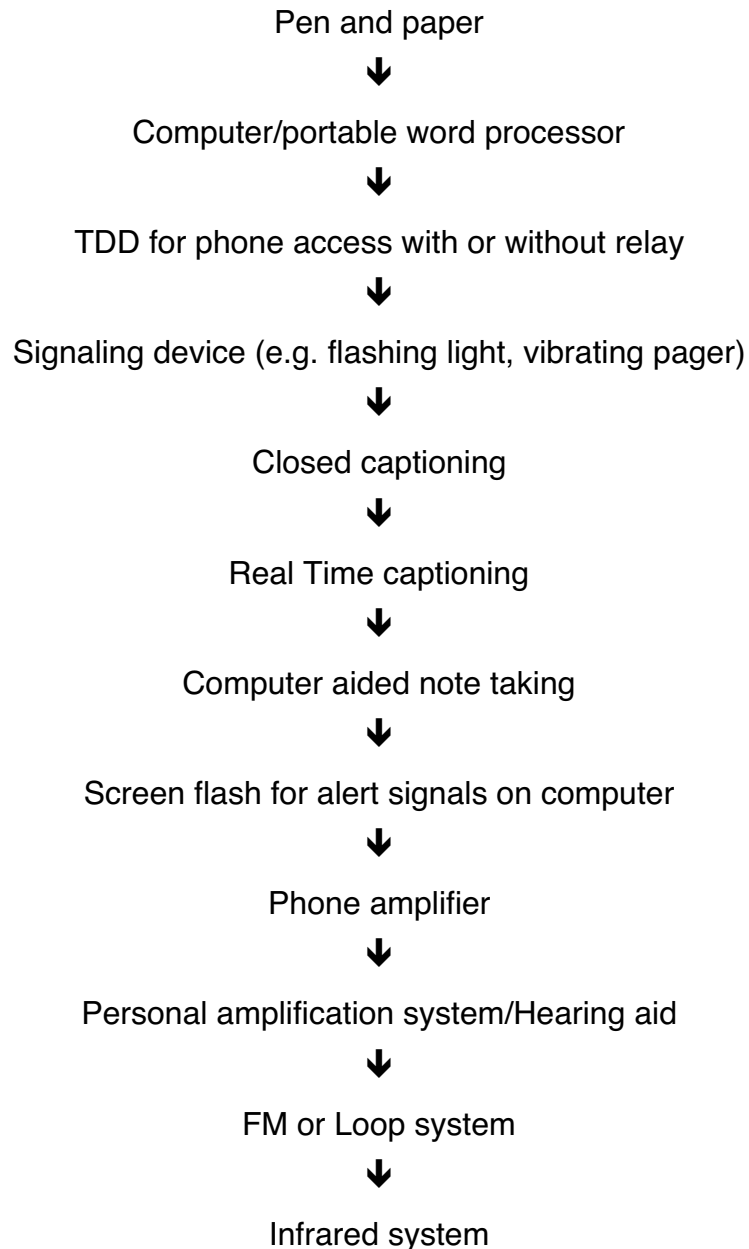 Pen and paper
Computer/portable word processor
TDD for phone access with or without relay
Signaling device (e.g. flashing light, vibrating pager)
Closed captioning
Real Time captioning
Computer aided note taking
Screen flash for alert signals on computer
Phone amplifier
Personal amplification system/Hearing aid
FM or Loop system
Infrared system